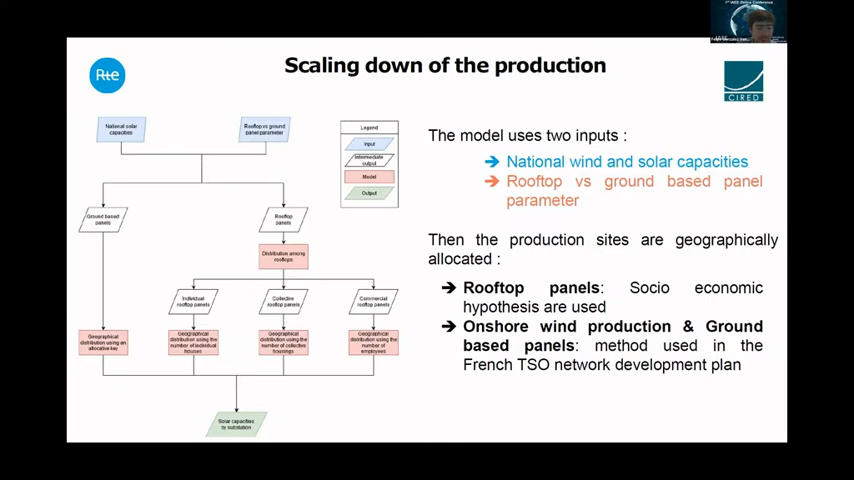 1st IAEE Online Conference
Scaling down of the production
Rte
CIRED
National solar
capacities
Rooftop vs ground
panel parameter
Legend
Input
Intermediate
output
Model
Output
Ground based
panels
Rooftop
panels
Distribution among
rooftops
Individual
rooftop panels
Collective
rooftop panels
Commercial
rooftop panels
Geographical
distribution using an
allocative key
Geographical
distribution using the
number of individual
houses
Geographical
distribution using the
number of collective
housings
Geographical
distribution using the
number of
employees
Solar capacities
by substation
The model uses two inputs :
➔ National wind and solar capacities
➔ Rooftop vs ground based panel
parameter
Then the production sites are geographically
allocated :
➔ Rooftop panels: Socio economic
hypothesis are used
➔ Onshore wind production & Ground
based panels: method used in the
French TSO network development plan